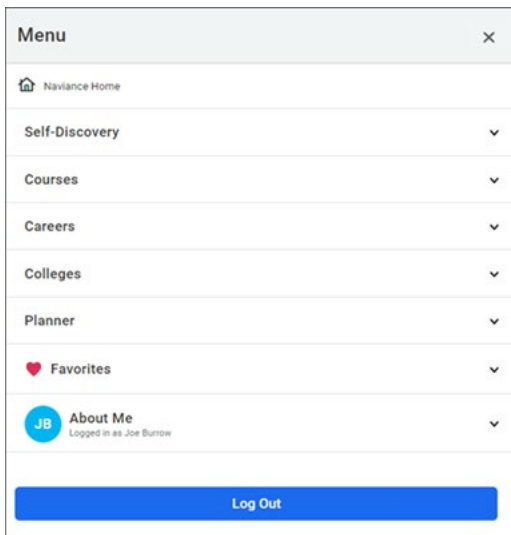 Menu
Naviance Home
Self-Discovery
Courses
Careers
Colleges
Planner
Favorites
JB
About Me
Logged in as Joe Burrow
Log Out